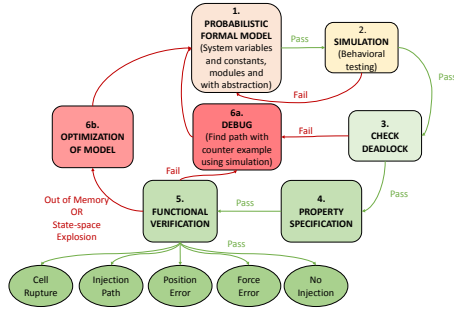 1.
PROBABILISTIC
FORMAL MODEL
(System variables
and constants,
modules and
with abstraction)
Pass
2.
SIMULATION
(Behavioral
testing)
Pass
Fail
3.
CHECK
DEADLOCK
Fail
6a.
DEBUG
(Find path with
counter example
using simulation)
6b.
OPTIMIZATION
OF MODEL
Fail
Pass
4.
PROPERTY
SPECIFICATION
Pass
5.
FUNCTIONAL
VERIFICATION
Out of Memory
OR
State-space
Explosion
Pass
Cell
Rupture
Injection
Path
Position
Error
Force
Error
No
Injection